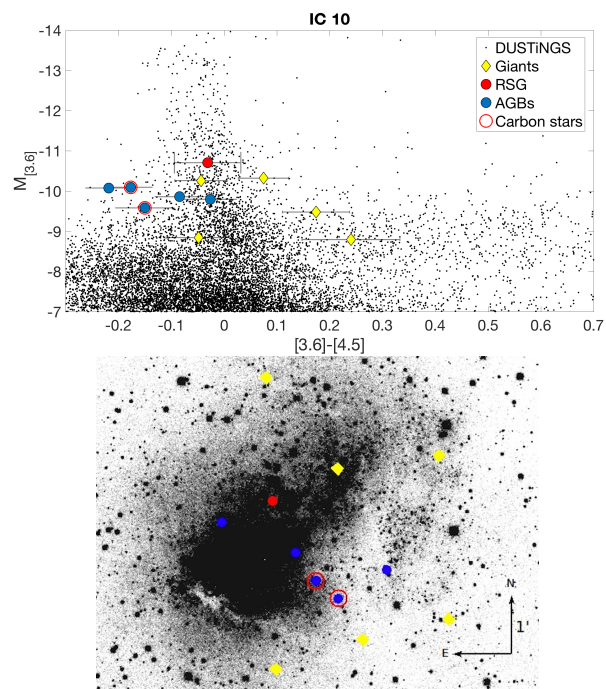 IC 10
-14
-13
-12
-11
-10
-9
-8
-7
M[3.6]
DUSTiNGS
Giants
RSG
AGBs
Carbon stars
-0.2 -0.1 0 0.1 0.2 0.3 0.4 0.5 0.6 0.7
[3.6]-[4.5]
N
1'
E